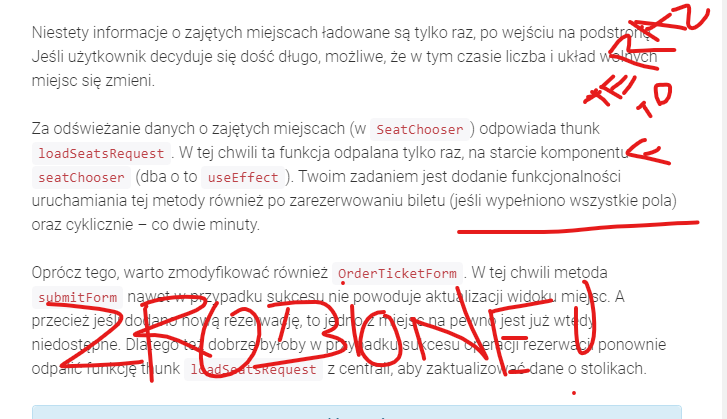 Niestety informacje o zajętych miejscach ładowane są tylko raz, po wejściu na podstronę.
Jeśli użytkownik decyduje się dość długo, możliwe, że w tym czasie liczba i układ wolnych
miejsc się zmieni.
TO
Za odświeżanie danych o zajętych miejscach (w SeatChooser ) odpowiada thunk
loadSeatsRequest . W tej chwili ta funkcja odpalana tylko raz, na starcie komponentu
seatChooser (dba o to useEffect ). Twoim zadaniem jest dodanie funkcjonalności
uruchamiania tej metody również po zarezerwowaniu biletu (jeśli wypełniono wszystkie pola)
oraz cyklicznie – co dwie minuty.
Oprócz tego, warto zmodyfikować również OrderTicketForm . W tej chwili metoda
submitForm nawet w przypadku sukcesu nie powoduje aktualizacji widoku miejsc. A
przecież jeśli dodano nową rezerwację, to jedno z miejsc na pewno jest już wtedy
niedostępne. Dlatego też dobrze byłoby w przypadku sukcesu operacji rezerwacji ponownie
odpalić funkcję thunk loadSeatsRequest z centrali, aby zaktualizować dane o stolikach.
ZROBIONE!